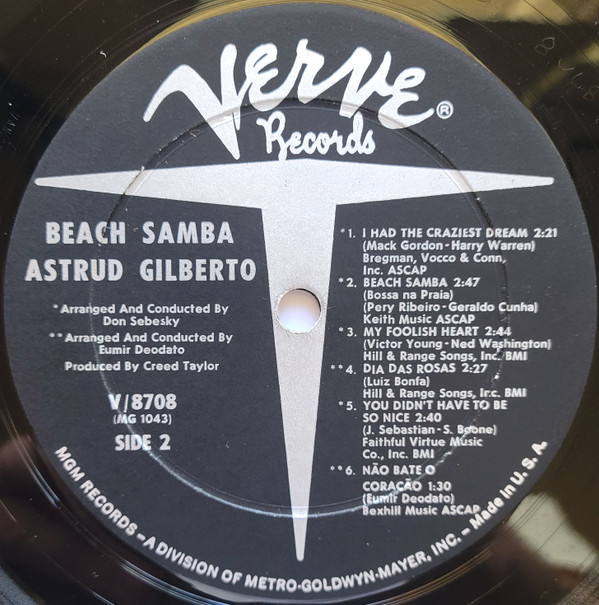 VERVE®
Records
BEACH SAMBA
ASTRUD GILBERTO
*Arranged And Conducted By
Don Sebesky
**Arranged And Conducted By
Eumir Deodato
Produced By Creed Taylor
V/8708
(MG 1043)
SIDE 2
*1. I HAD THE CRAZIEST DREAM 2:21
(Mack Gordon-Harry Warren)
Bregman, Vocco & Conn,
Inc. ASCAP
*2. BEACH SAMBA 2:47
(Bossa na Praia)
(Pery Ribeiro - Geraldo Cunha)
Keith Music ASCAP
*3. MY FOOLISH HEART 2:44
(Victor Young - Ned Washington)
Hill & Range Songs, Inc. BMI
**4. DIA DAS ROSAS 2:27
(Luiz Bonfa)
Hill & Range Songs, Inc. BMI
*5. YOU DIDN'T HAVE TO BE
SO NICE 2:40
(J. Sebastian - S. Boone)
Faithful Virtue Music
Co., Inc. BMI
**6. NÃO BATE O
CORAÇÃO 1:30
(Eumir Deodato)
Bexhill Music ASCAP
MGM RECORDS – A DIVISION OF METRO-GOLDWYN-MAYER, INC. – Made in U.S.A.